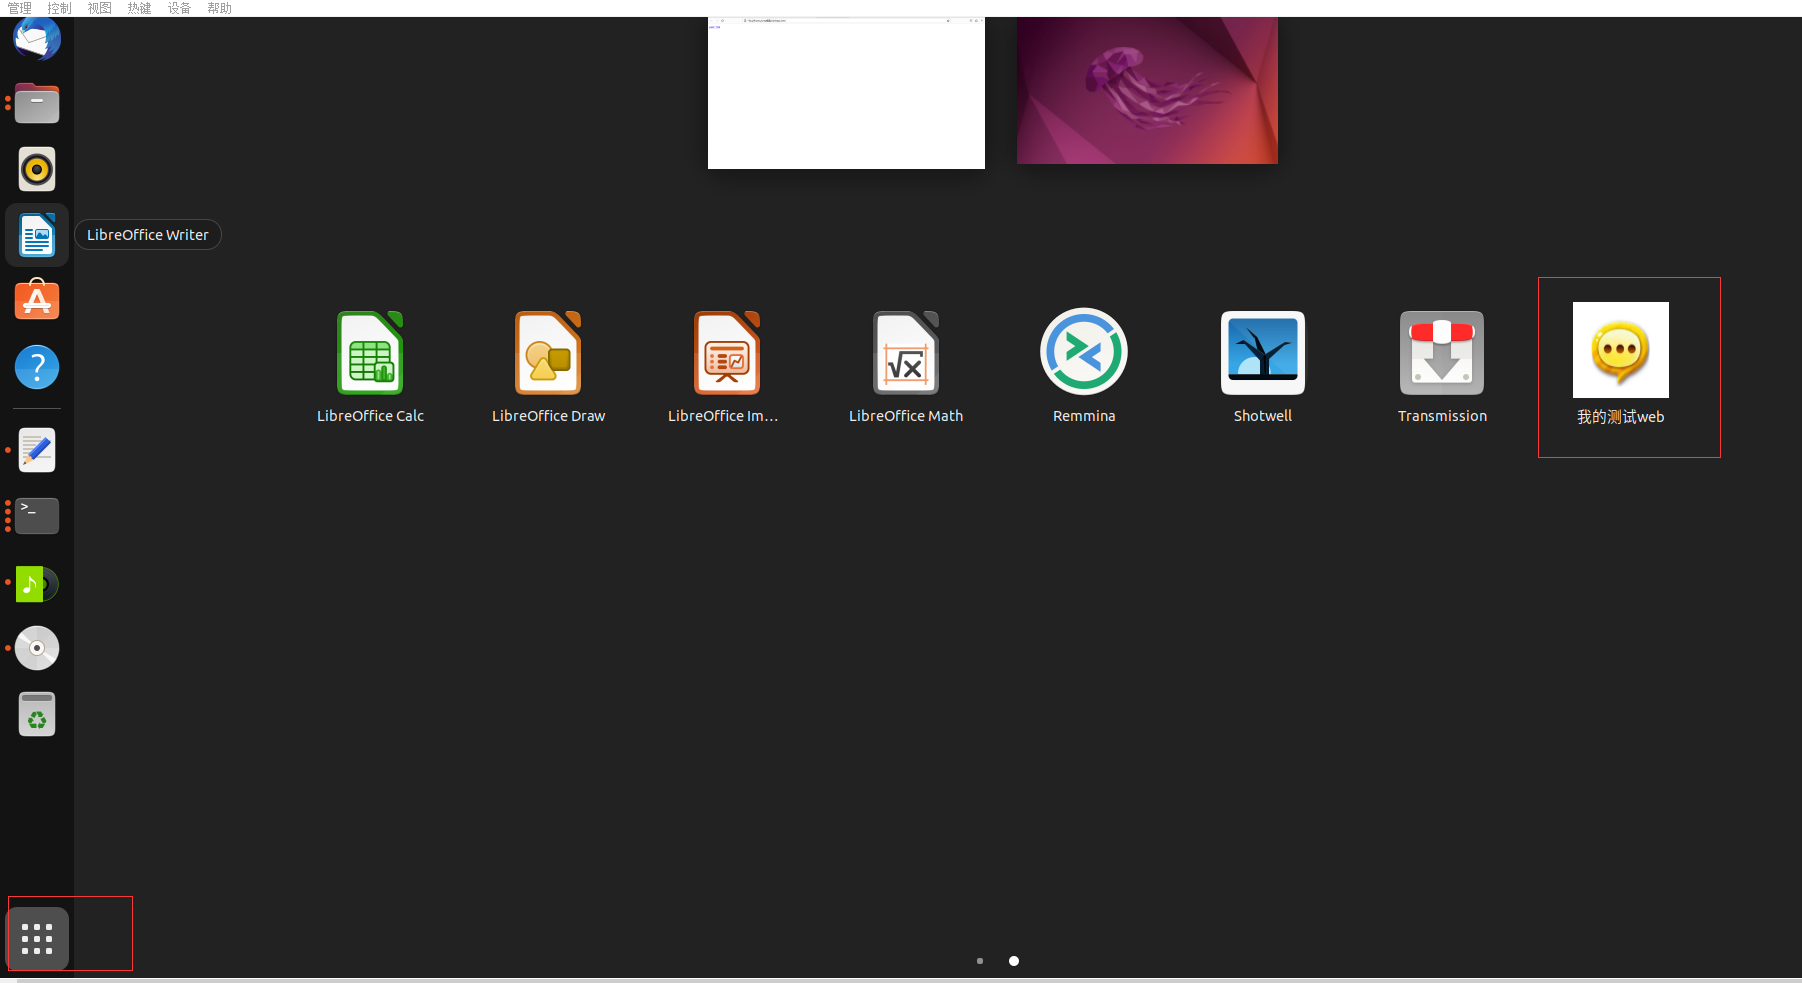 管理 控制 视图 热键 设备 帮助
LibreOffice Writer
LibreOffice Calc
LibreOffice Draw
LibreOffice Im...
LibreOffice Math
Remmina
Shotwell
Transmission
我的测试web